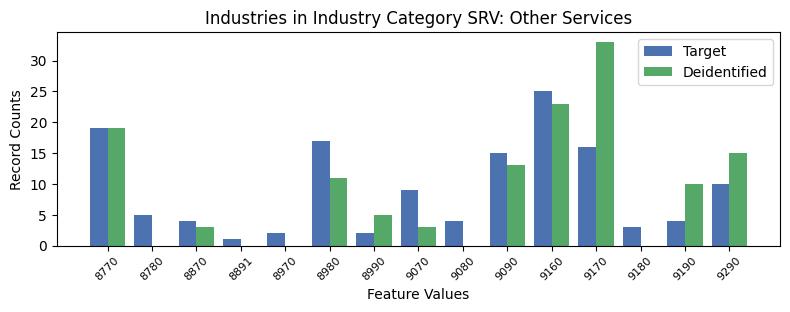 Industries in Industry Category SRV: Other Services
Target
Deidentified
Record Counts
30
25
20
15
10
5
0
8770 8780 8870 8891 8970 8980 8990 9070 9080 9090 9160 9170 9180 9190 9290
Feature Values